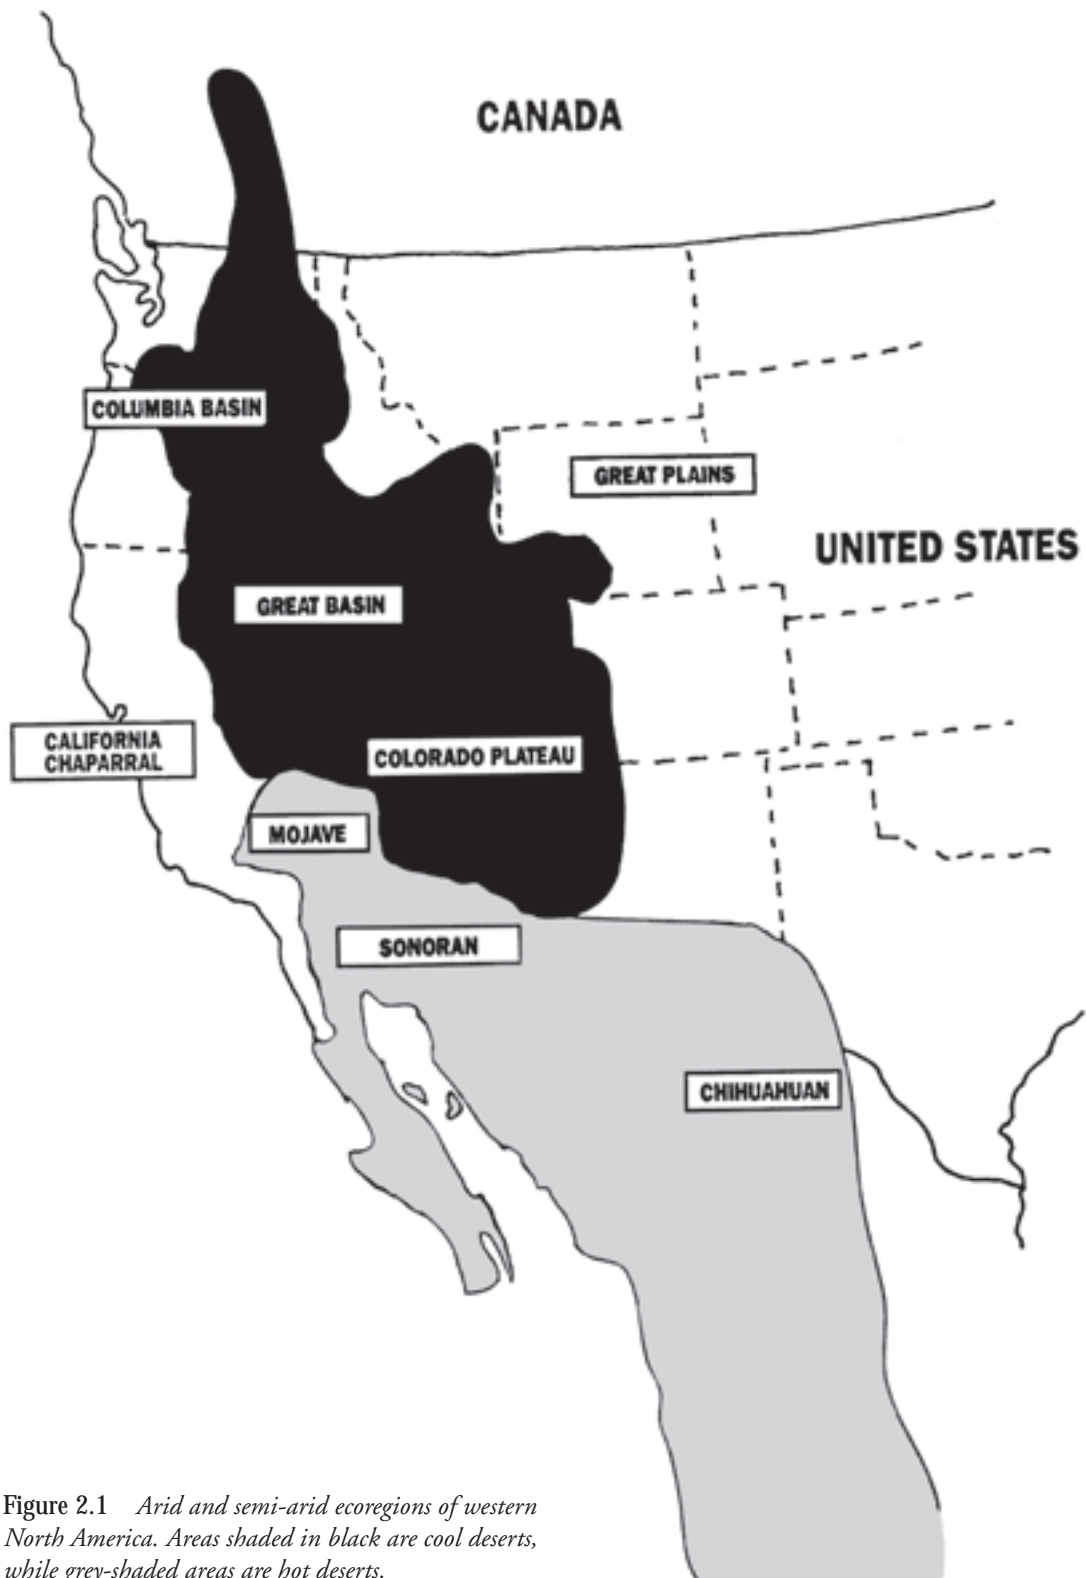 CANADA
COLUMBIA BASIN
GREAT PLAINS
UNITED STATES
GREAT BASIN
CALIFORNIA
CHAPARRAL
COLORADO PLATEAU
MOJAVE
SONORAN
CHIHUAHUAN
Figure 2.1 Arid and semi-arid ecoregions of western
North America. Areas shaded in black are cool deserts,
while grey-shaded areas are hot deserts.